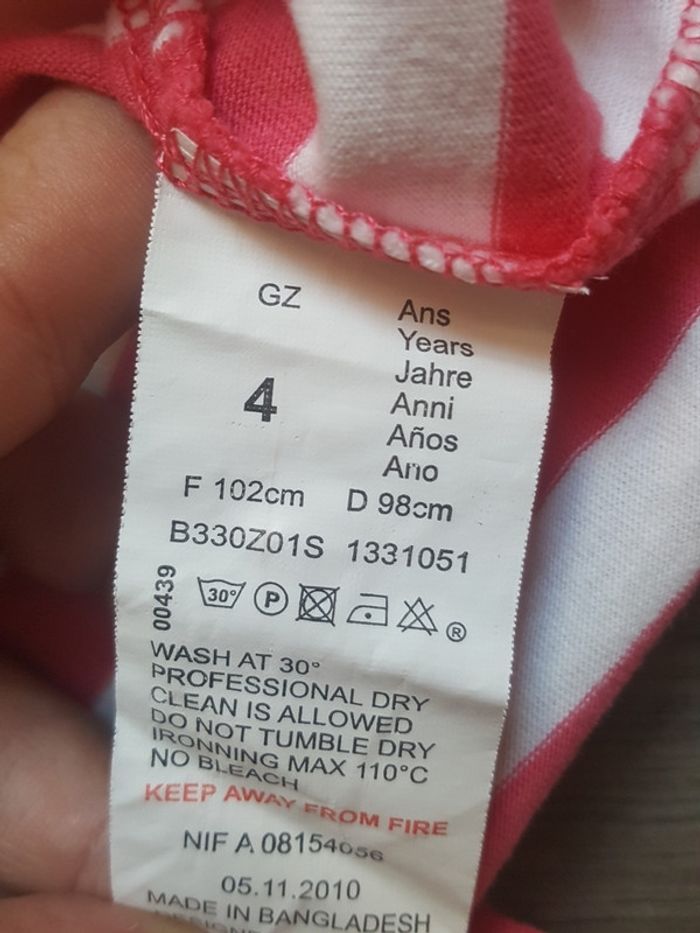 GZ
Ans
Years
Jahre
Anni
Años
Ano
4
F 102cm D 98cm
B330Z01S 1331051
00439
30° P ®
WASH AT 30°
PROFESSIONAL DRY
CLEAN IS ALLOWED
DO NOT TUMBLE DRY
IRONNING MAX 110°C
NO BLEACH
KEEP AWAY FROM FIRE
NIF A 08154056
05.11.2010
MADE IN BANGLADESH